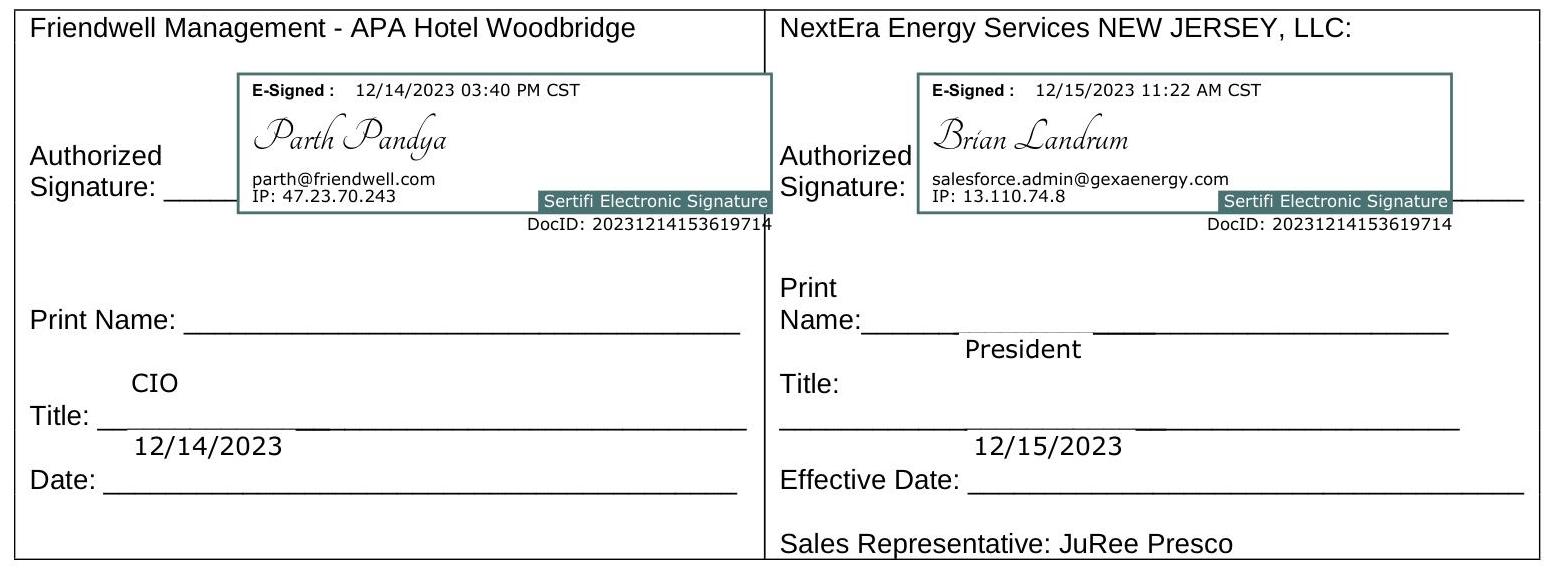 Friendwell Management - APA Hotel Woodbridge
E-Signed : 12/14/2023 03:40 PM CST
Parth Pandya
Authorized
Signature:
parth@friendwell.com
IP: 47.23.70.243
Sertifi Electronic Signature
DocID: 20231214153619714
Print Name:
CIO
Title:
12/14/2023
Date:
NextEra Energy Services NEW JERSEY, LLC:
E-Signed : 12/15/2023 11:22 AM CST
Brian Landrum
Authorized
Signature:
salesforce.admin@gexaenergy.com
IP: 13.110.74.8
Sertifi Electronic Signature
DocID: 20231214153619714
Print
Name:
President
Title:
12/15/2023
Effective Date:
Sales Representative: JuRee Presco